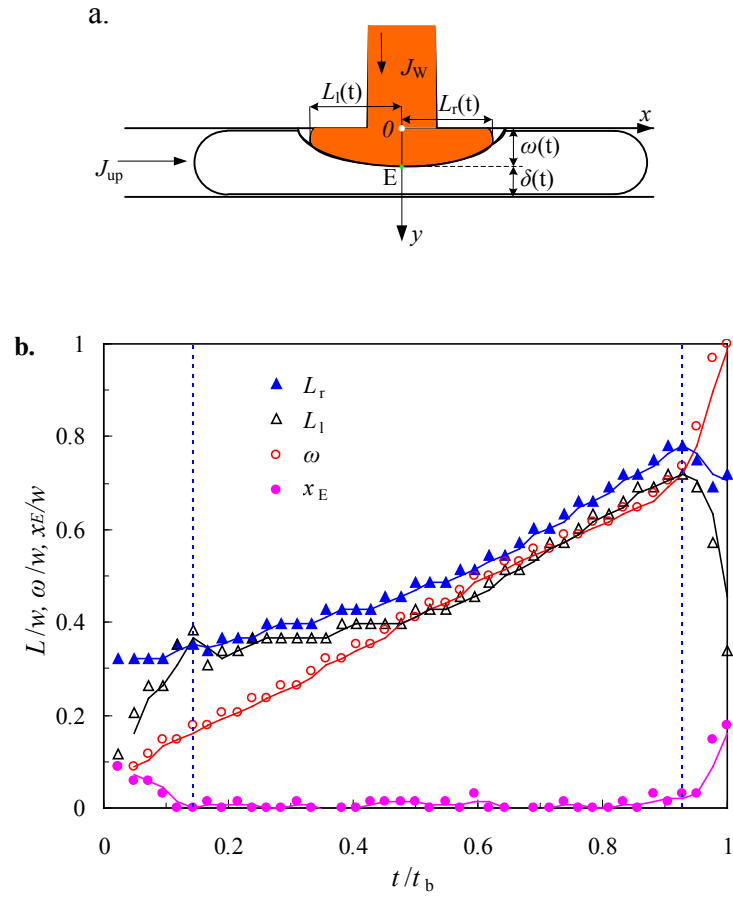 a.
J_W
L_l(t)
L_r(t)
x
0
ω(t)
J_up
E
δ(t)
y
b.
1
L_r
L_l
0.8
ω
x_E
0.6
L/w, ω/w, x_E/w
0.4
0.2
0
0
0.2
0.4
0.6
0.8
1
t/t_b